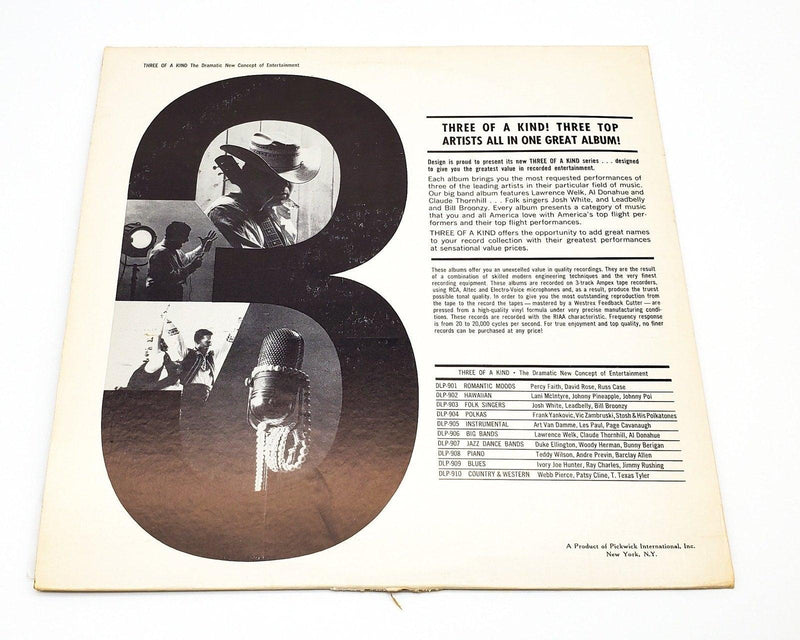 THREE OF A KIND The Dramatic New Concept of Entertainment
THREE OF A KIND! THREE TOP
ARTISTS ALL IN ONE GREAT ALBUM!
Design is proud to present its new THREE OF A KIND series . . . designed
to give you the greatest value in recorded entertainment.
Each album brings you the most requested performances of
three of the leading artists in their particular field of music.
Our big band album features Lawrence Welk, Al Donahue and
Claude Thornhill . . . Folk singers Josh White, and Leadbelly
and Bill Broonzy. Every album presents a category of music
that you and all America love with America's top flight per-
formers and their top flight performances.
THREE OF A KIND offers the opportunity to add great names
to your record collection with their greatest performances
at sensational value prices.
These albums offer you an unexcelled value in quality recordings. They are the result
of a combination of skilled modern engineering techniques and the very finest
recording equipment. These albums are recorded on 3-track Ampex tape recorders,
using RCA, Altec and Electro-Voice microphones and, as a result, produce the truest
possible tonal quality. In order to give you the most outstanding reproduction from
the tape to the record the tapes — mastered by a Westrex Feedback Cutter — are
pressed from a high-quality vinyl formula under very precise manufacturing condi-
tions. These records are recorded with the RIAA characteristic. Frequency response
is from 20 to 20,000 cycles per second. For true enjoyment and top quality, no finer
records can be purchased at any price!
THREE OF A KIND • The Dramatic New Concept of Entertainment
DLP-901 ROMANTIC MOODS Percy Faith, David Rose, Russ Case
DLP-902 HAWAIIAN Lani McIntyre, Johnny Pineapple, Johnny Poi
DLP-903 FOLK SINGERS Josh White, Leadbelly, Bill Broonzy
DLP-904 POLKAS Frank Yankovic, Vic Zambruski, Stosh & His Polkatones
DLP-905 INSTRUMENTAL Art Van Damme, Les Paul, Page Cavanaugh
DLP-906 BIG BANDS Lawrence Welk, Claude Thornhill, Al Donahue
DLP-907 JAZZ DANCE BANDS Duke Ellington, Woody Herman, Bunny Berigan
DLP-908 PIANO Teddy Wilson, Andre Previn, Barclay Allen
DLP-909 BLUES Ivory Joe Hunter, Ray Charles, Jimmy Rushing
DLP-910 COUNTRY & WESTERN Webb Pierce, Patsy Cline, T. Texas Tyler
A Product of Pickwick International, Inc.
New York, N.Y.